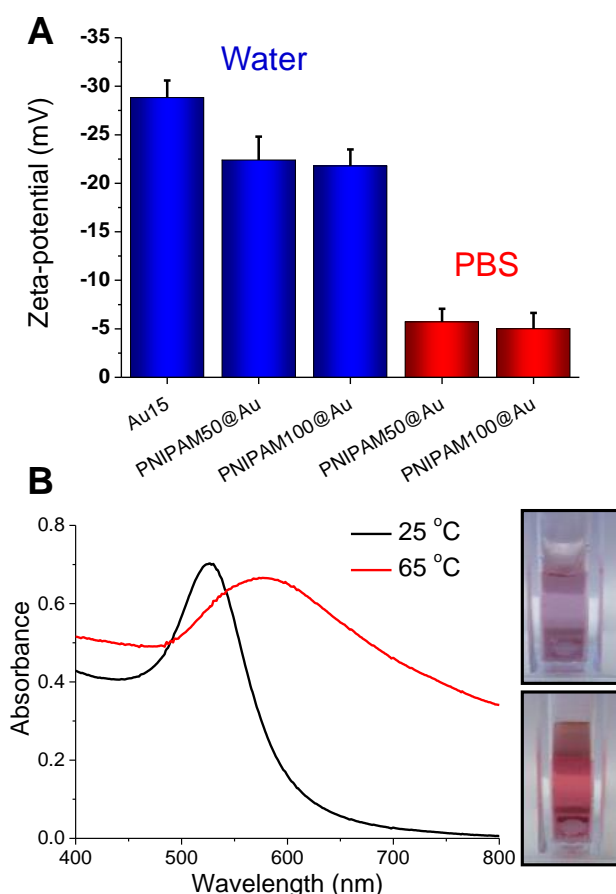 A
-35
-30
-25
-20
-15
-10
-5
0
Zeta-potential (mV)
Water
PBS
Au15
PNIPAM50@Au
PNIPAM100@Au
PNIPAM50@Au
PNIPAM100@Au
B
0.8
0.6
0.4
0.2
0.0
Absorbance
25 °C
65 °C
400 500 600 700 800
Wavelength (nm)